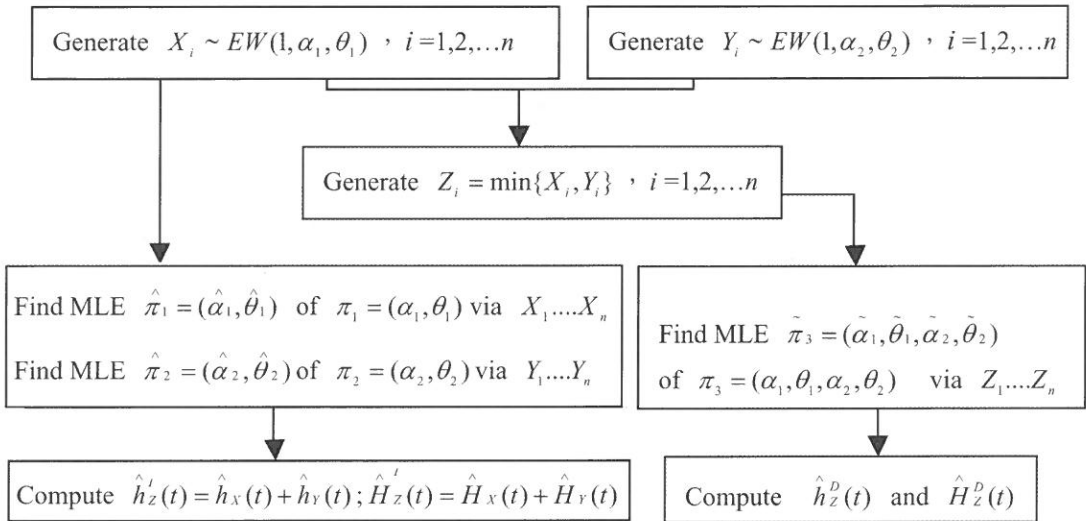 Generate X_i ~ EW(1, α_1, θ_1) , i =1,2,…n
Generate Y_i ~ EW(1, α_2, θ_2) , i =1,2,…n
Generate Z_i = min{X_i, Y_i} , i =1,2,…n
Find MLE π̂_1 = (α̂_1, θ̂_1) of π_1 = (α_1, θ_1) via X_1....X_n
Find MLE π̂_2 = (α̂_2, θ̂_2) of π_2 = (α_2, θ_2) via Y_1....Y_n
Find MLE π̃_3 = (α̃_1, θ̃_1, α̃_2, θ̃_2)
of π_3 = (α_1, θ_1, α_2, θ_2) via Z_1....Z_n
Compute ĥ_Z^I(t) = ĥ_X(t) + ĥ_Y(t) ; Ĥ_Z^I(t) = Ĥ_X(t) + Ĥ_Y(t)
Compute ĥ_Z^D(t) and Ĥ_Z^D(t)